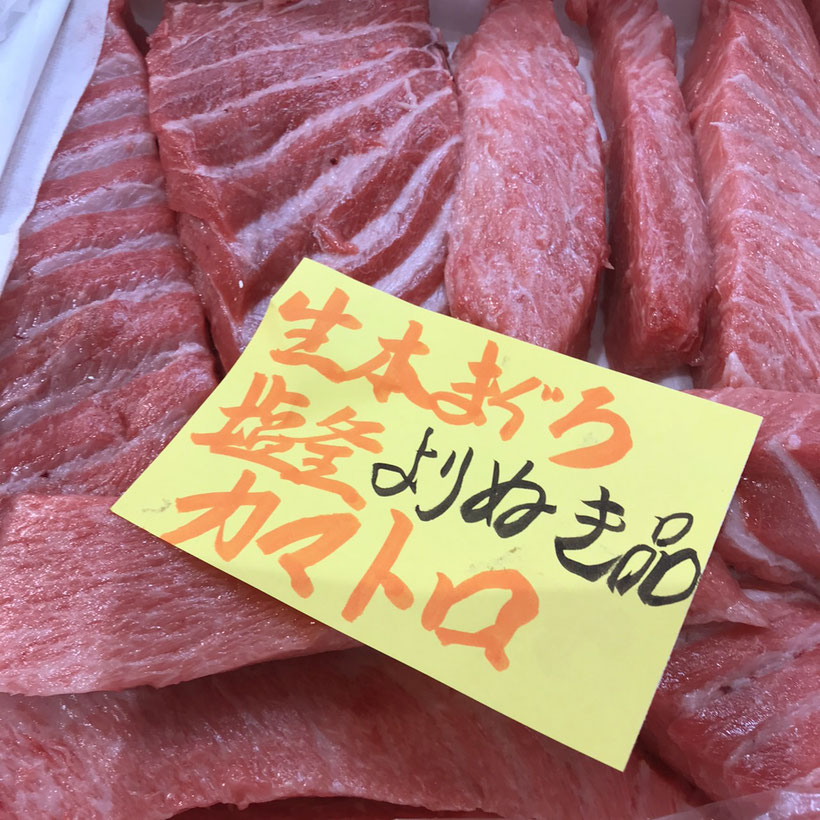 生本まぐろ
塩釜よりぬき品
カマトロ